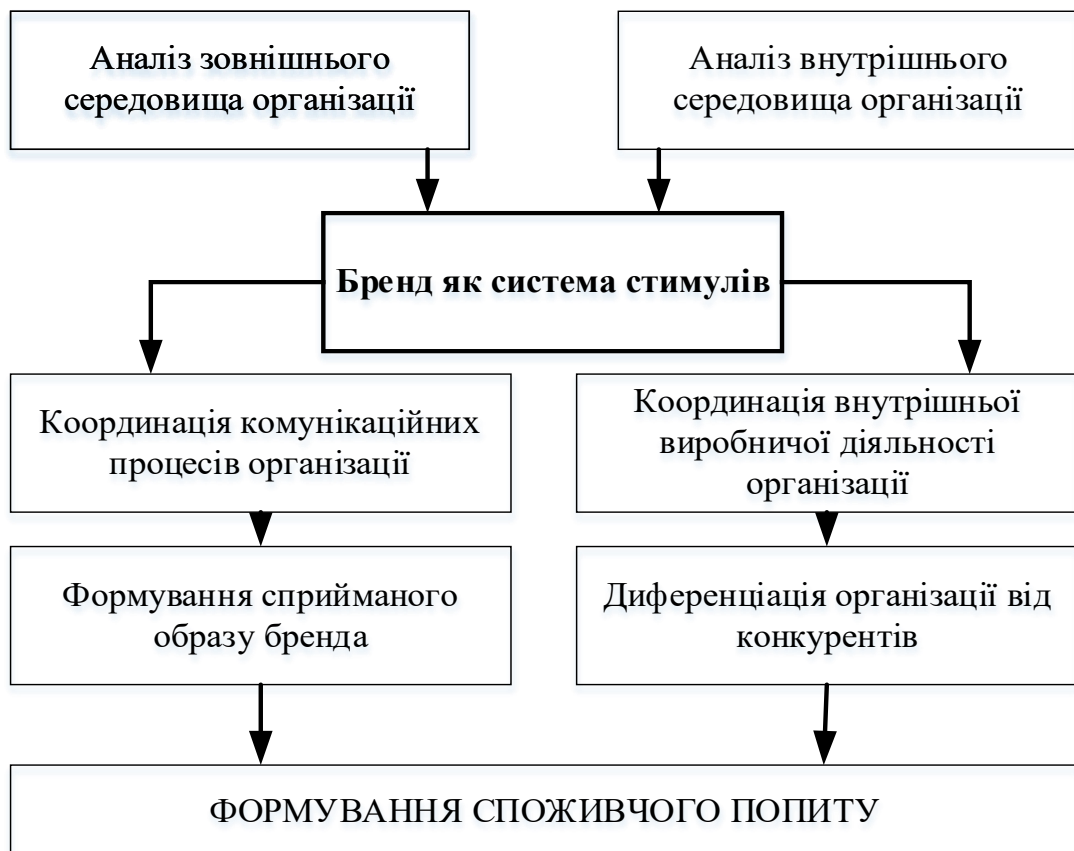 Аналіз зовнішнього
середовища організації
Аналіз внутрішнього
середовища організації
Бренд як система стимулів
Координація комунікаційних
процесів організації
Координація внутрішньої
виробничої діяльності
організації
Формування сприйманого
образу бренда
Диференціація організації від
конкурентів
ФОРМУВАННЯ СПОЖИВЧОГО ПОПИТУ